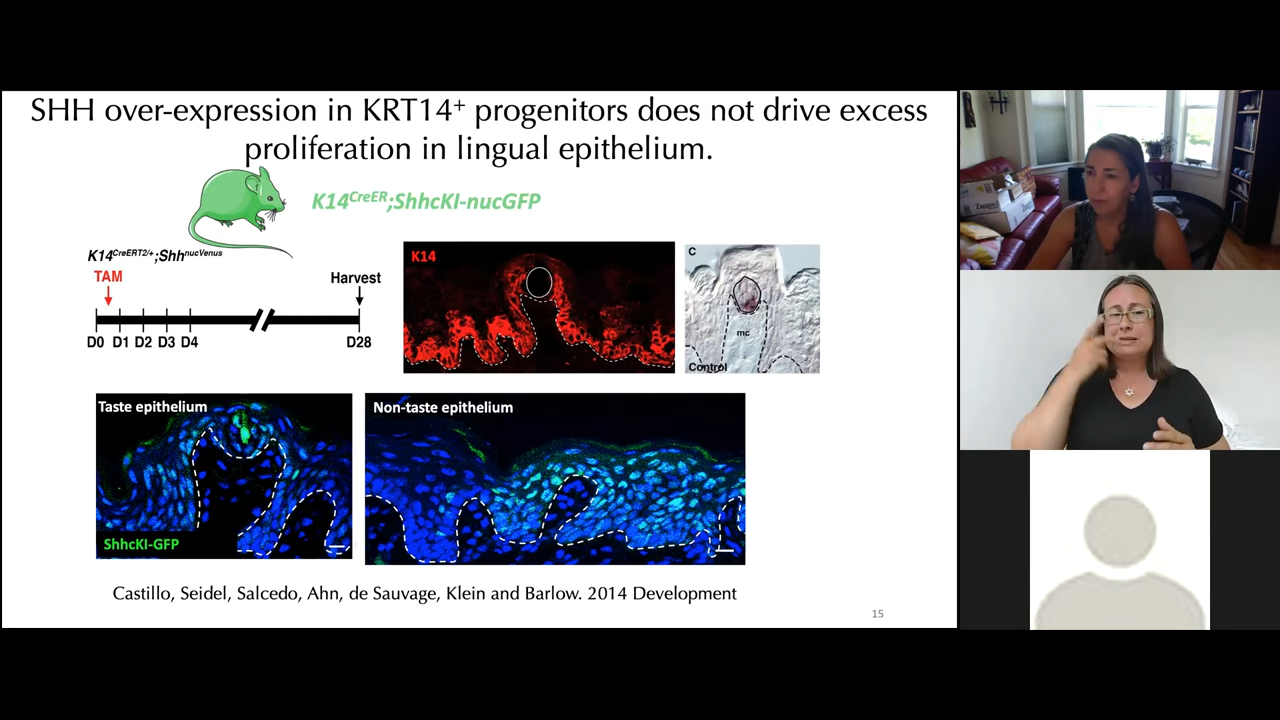 SHH over-expression in KRT14+ progenitors does not drive excess
proliferation in lingual epithelium.
K14CreER;ShhcKI-nucGFP
K14CreERT2/+;ShhnucVenus
TAM
Harvest
D0 D1 D2 D3 D4
D28
K14
C
mc
Control
Taste epithelium
ShhcKI-GFP
Non-taste epithelium
Castillo, Seidel, Salcedo, Ahn, de Sauvage, Klein and Barlow. 2014 Development
15